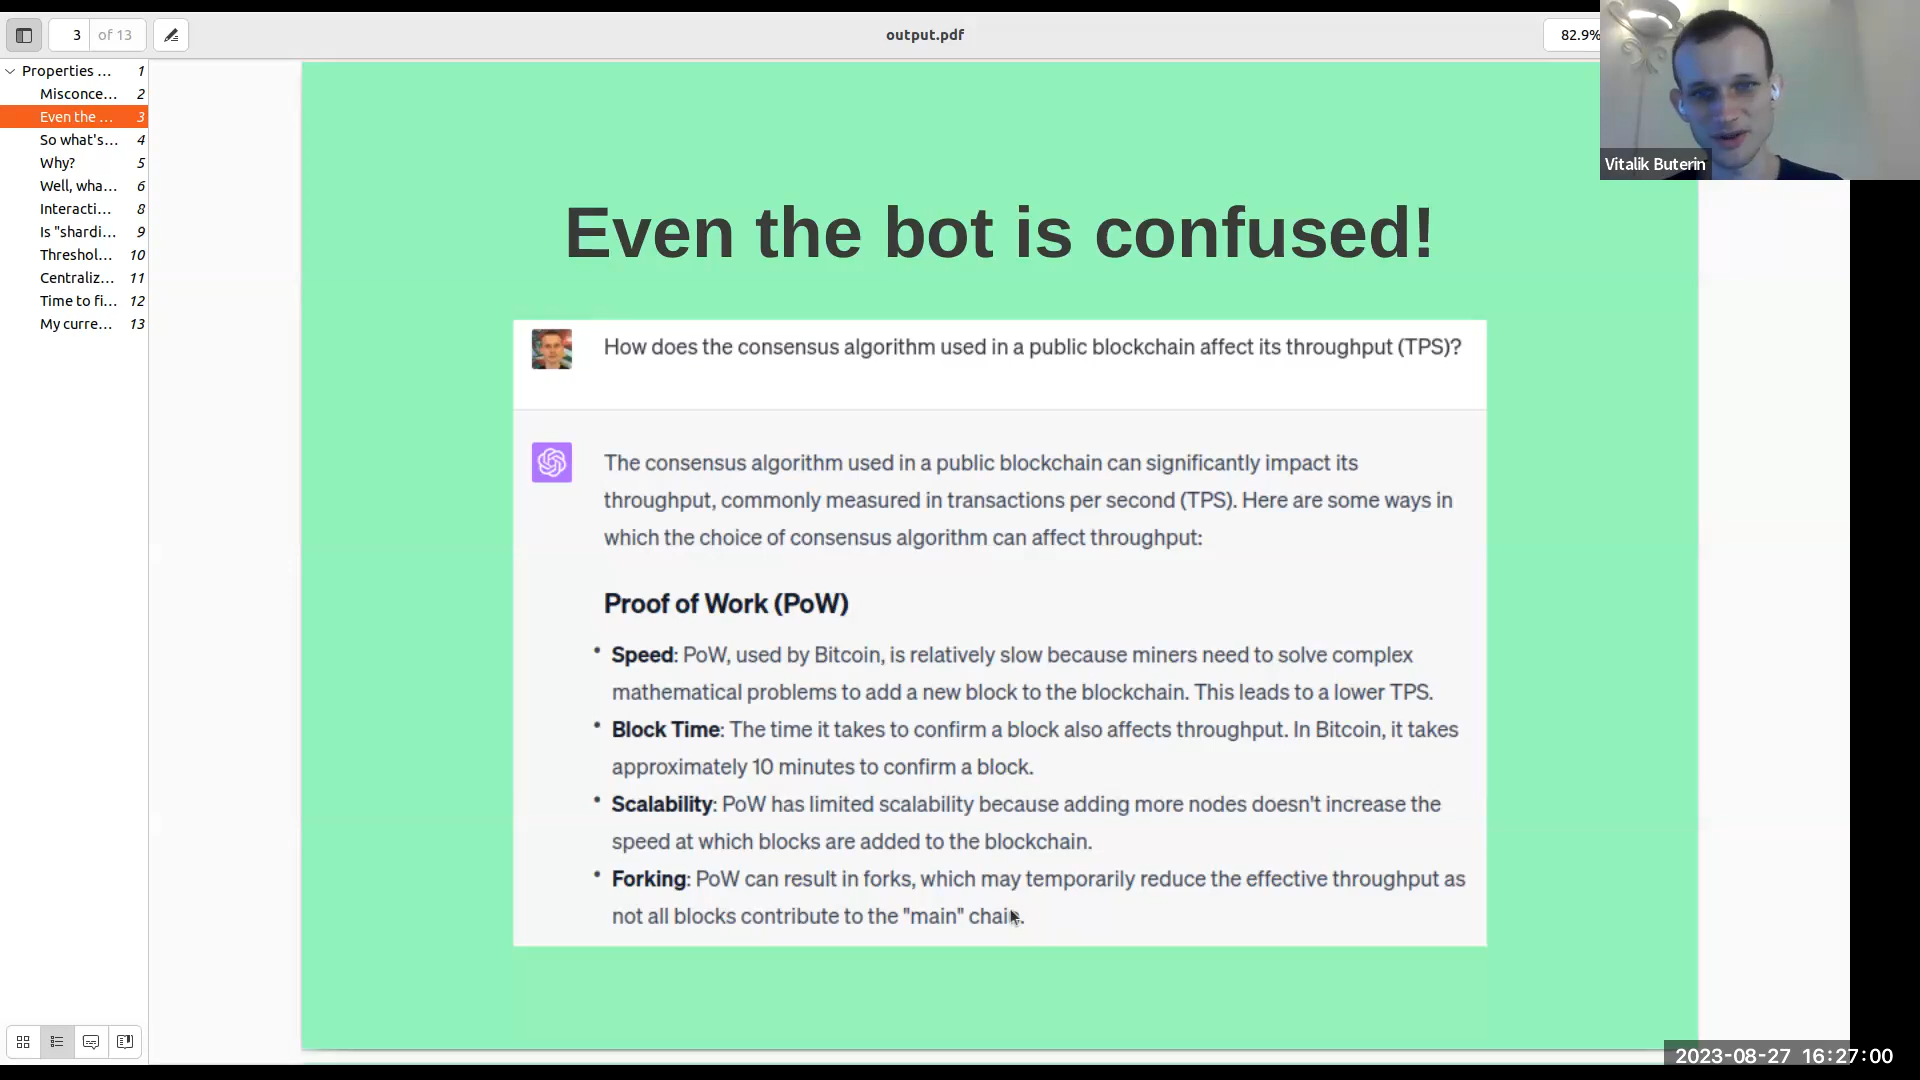 3
of 13
output.pdf
82.9%
Vitalik Buterin
Properties ... 1
Misconce... 2
Even the ... 3
So what's... 4
Why? 5
Well, wha... 6
Interacti... 8
Is "shardi... 9
Threshol... 10
Centraliz... 11
Time to fi... 12
My curre... 13
Even the bot is confused!
How does the consensus algorithm used in a public blockchain affect its throughput (TPS)?
The consensus algorithm used in a public blockchain can significantly impact its
throughput, commonly measured in transactions per second (TPS). Here are some ways in
which the choice of consensus algorithm can affect throughput:
Proof of Work (PoW)
• Speed: PoW, used by Bitcoin, is relatively slow because miners need to solve complex
mathematical problems to add a new block to the blockchain. This leads to a lower TPS.
• Block Time: The time it takes to confirm a block also affects throughput. In Bitcoin, it takes
approximately 10 minutes to confirm a block.
• Scalability: PoW has limited scalability because adding more nodes doesn't increase the
speed at which blocks are added to the blockchain.
• Forking: PoW can result in forks, which may temporarily reduce the effective throughput as
not all blocks contribute to the "main" chain.
2023-08-27 16:27:00